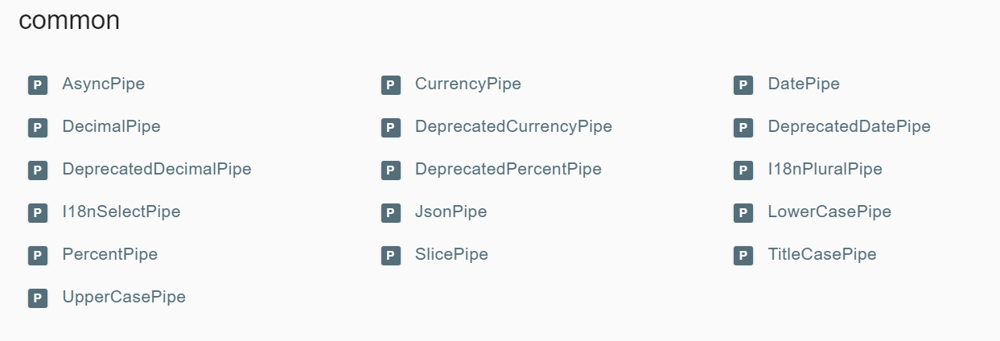 common
P AsyncPipe P CurrencyPipe P DatePipe
P DecimalPipe P DeprecatedCurrencyPipe P DeprecatedDatePipe
P DeprecatedDecimalPipe P DeprecatedPercentPipe P I18nPluralPipe
P I18nSelectPipe P JsonPipe P LowerCasePipe
P PercentPipe P SlicePipe P TitleCasePipe
P UpperCasePipe